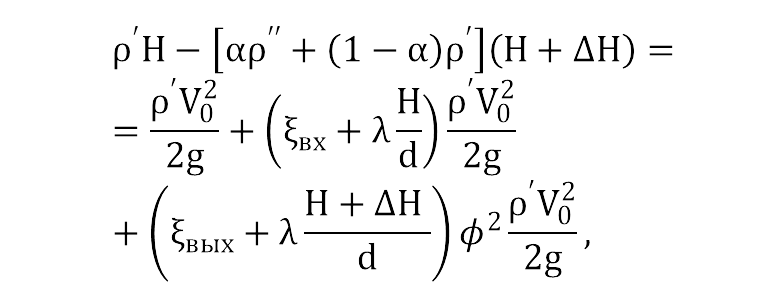 ρ′H − [αρ″ + (1 − α)ρ′](H + ΔH) =
= ρ′V₀²/2g + (ξвх + λ H/d) ρ′V₀²/2g
+ (ξвых + λ (H + ΔH)/d) ϕ² ρ′V₀²/2g ,